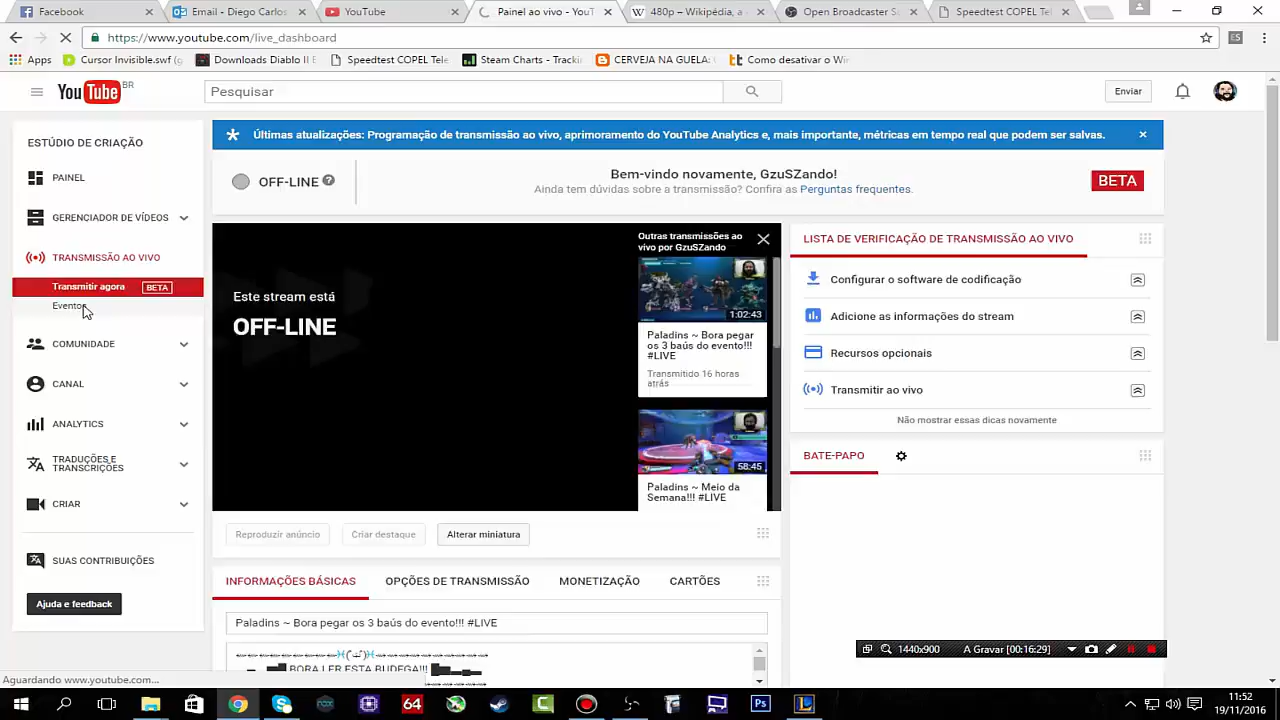 Facebook
Email - Diego Carlos
YouTube
Painel ao vivo - YouT
480p – Wikipédia, a
Open Broadcaster S
Speedtest COPEL Tel
https://www.youtube.com/live_dashboard
Apps
Cursor Invisible.swf (
Downloads Diablo II E
Speedtest COPEL Tele
Steam Charts - Tracki
CERVEJA NA GUELA:
Como desativar o Win
YouTube BR
Pesquisar
Enviar
ESTÚDIO DE CRIAÇÃO
PAINEL
GERENCIADOR DE VÍDEOS
TRANSMISSÃO AO VIVO
Transmitir agora BETA
Eventos
COMUNIDADE
CANAL
ANALYTICS
TRADUÇÕES E
TRANSCRIÇÕES
CRIAR
SUAS CONTRIBUIÇÕES
Ajuda e feedback
Últimas atualizações: Programação de transmissão ao vivo, aprimoramento do YouTube Analytics e, mais importante, métricas em tempo real que podem ser salvas.
OFF-LINE
Bem-vindo novamente, GzuSZando!
Ainda tem dúvidas sobre a transmissão? Confira as Perguntas frequentes.
BETA
Este stream está
OFF-LINE
Outras transmissões ao
vivo por GzuSZando
1:02:43
Paladins ~ Bora pegar
os 3 baús do evento!!!
#LIVE
Transmitido 16 horas
atrás
58:45
Paladins ~ Meio da
Semana!!! #LIVE
Reproduzir anúncio
Criar destaque
Alterar miniatura
INFORMAÇÕES BÁSICAS
OPÇÕES DE TRANSMISSÃO
MONETIZAÇÃO
CARTÕES
Paladins ~ Bora pegar os 3 baús do evento!!! #LIVE
BORA LER ESTA BUDEGA!!!
LISTA DE VERIFICAÇÃO DE TRANSMISSÃO AO VIVO
Configurar o software de codificação
Adicione as informações do stream
Recursos opcionais
Transmitir ao vivo
Não mostrar essas dicas novamente
BATE-PAPO
1440x900
A Gravar [00:16:29]
Aguardando www.youtube.com...
64
Ps
11:52
19/11/2016